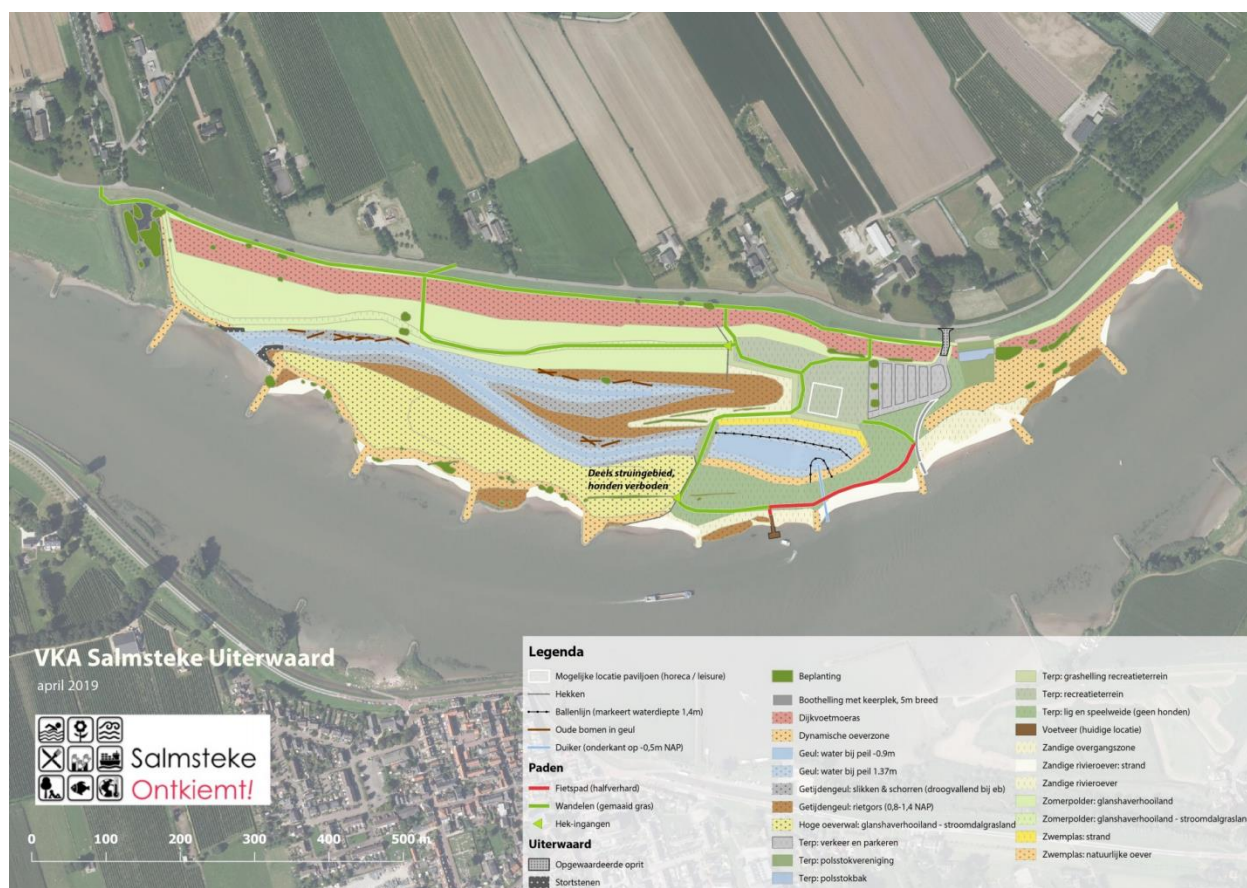 Deels struingebied,
honden verboden
VKA Salmsteke Uiterwaard
april 2019
Salmsteke
Ontkiemt!
0 100 200 300 400 500 m
Legenda
Mogelijke locatie paviljoen (horeca / leisure)
Hekken
Ballenlijn (markeert waterdiepte 1,4m)
Oude bomen in geul
Duiker (onderkant op -0,5m NAP)
Paden
Fietspad (halfverhard)
Wandelen (gemaaid gras)
Hek-ingangen
Uiterwaard
Opgewaardeerde oprit
Stortstenen
Beplanting
Boothelling met keerplek, 5m breed
Dijkvoetmoeras
Dynamische oeverzone
Geul: water bij peil -0.9m
Geul: water bij peil 1.37m
Getijdengeul: slikken & schorren (droogvallend bij eb)
Getijdengeul: rietgors (0,8-1,4 NAP)
Hoge oeverwal: glanshaverhooiland - stroomdalgrasland
Terp: verkeer en parkeren
Terp: polsstokvereniging
Terp: polsstokbak
Terp: grashelling recreatieterrein
Terp: recreatieterrein
Terp: lig en speelweide (geen honden)
Voetveer (huidige locatie)
Zandige overgangszone
Zandige rivieroever: strand
Zandige rivieroever
Zomerpolder: glanshaverhooiland
Zomerpolder: glanshaverhooiland - stroomdalgrasland
Zwemplas: strand
Zwemplas: natuurlijke oever